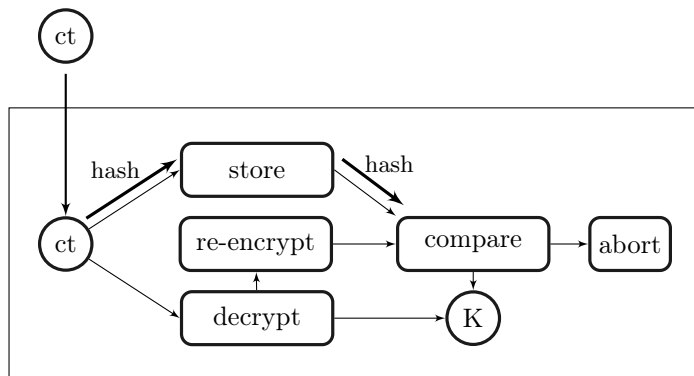 ct
hash
store
hash
ct
re-encrypt
compare
abort
decrypt
K